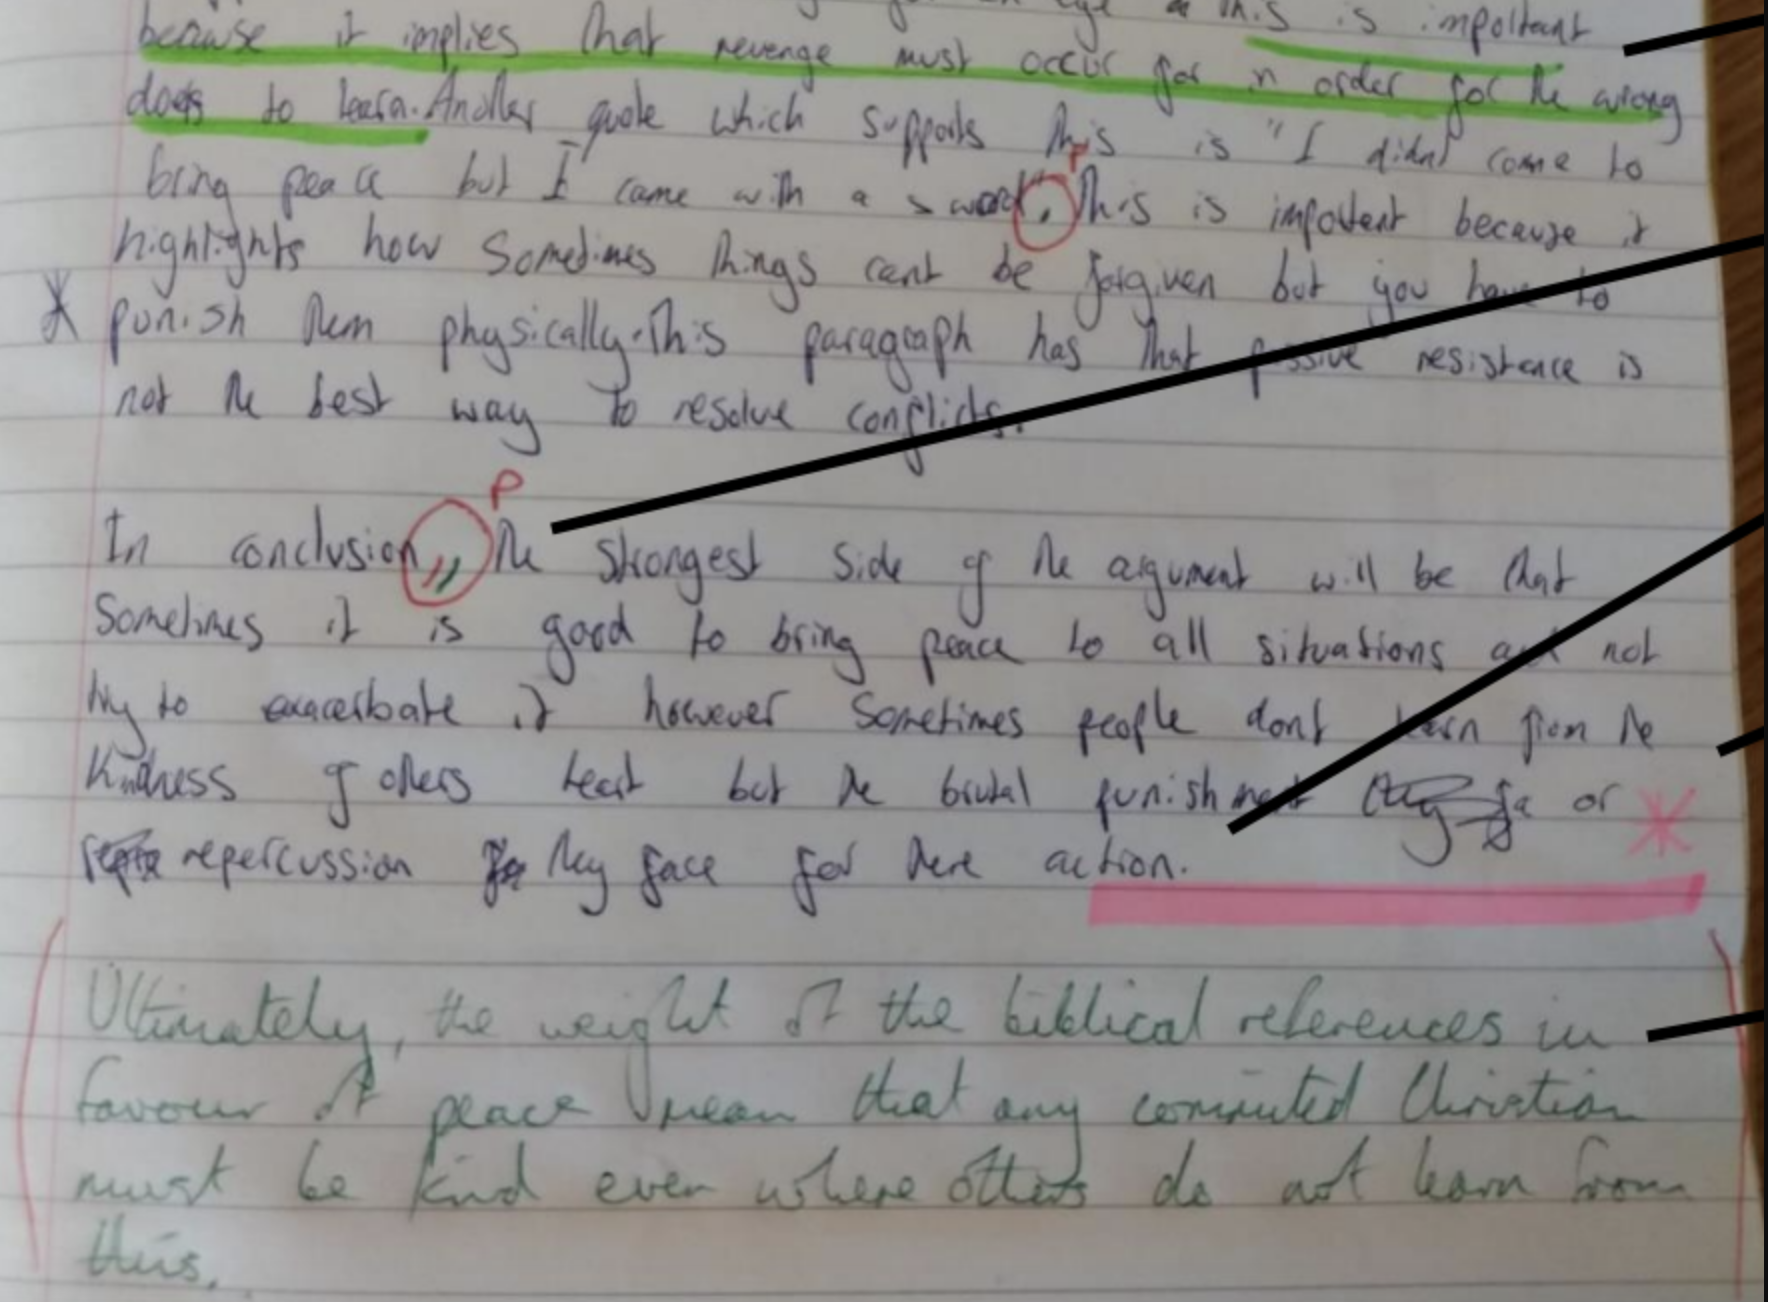 is important
because it implies that revenge must occur for in order for the wrong
doers to learn. Another quote which supports this is "I didnt come to
bring peace but I came with a sword". This is important because it
highlights how Sometimes things cant be forgiven but you have to
punish them physically. This paragraph has that passive resistance is
not the best way to resolve conflicts.
P
P
In conclusion,, the strongest side of the argument will be that
Sometimes it is good to bring peace to all situations and not
try to exacerbate it however Sometimes people dont learn from the
Kindness of others heart but the brutal punishment or
repercussion they face for there action.
Ultimately, the weight of the biblical references in
favour of peace mean that any commited Christian
must be kind even where others do not learn from
this.